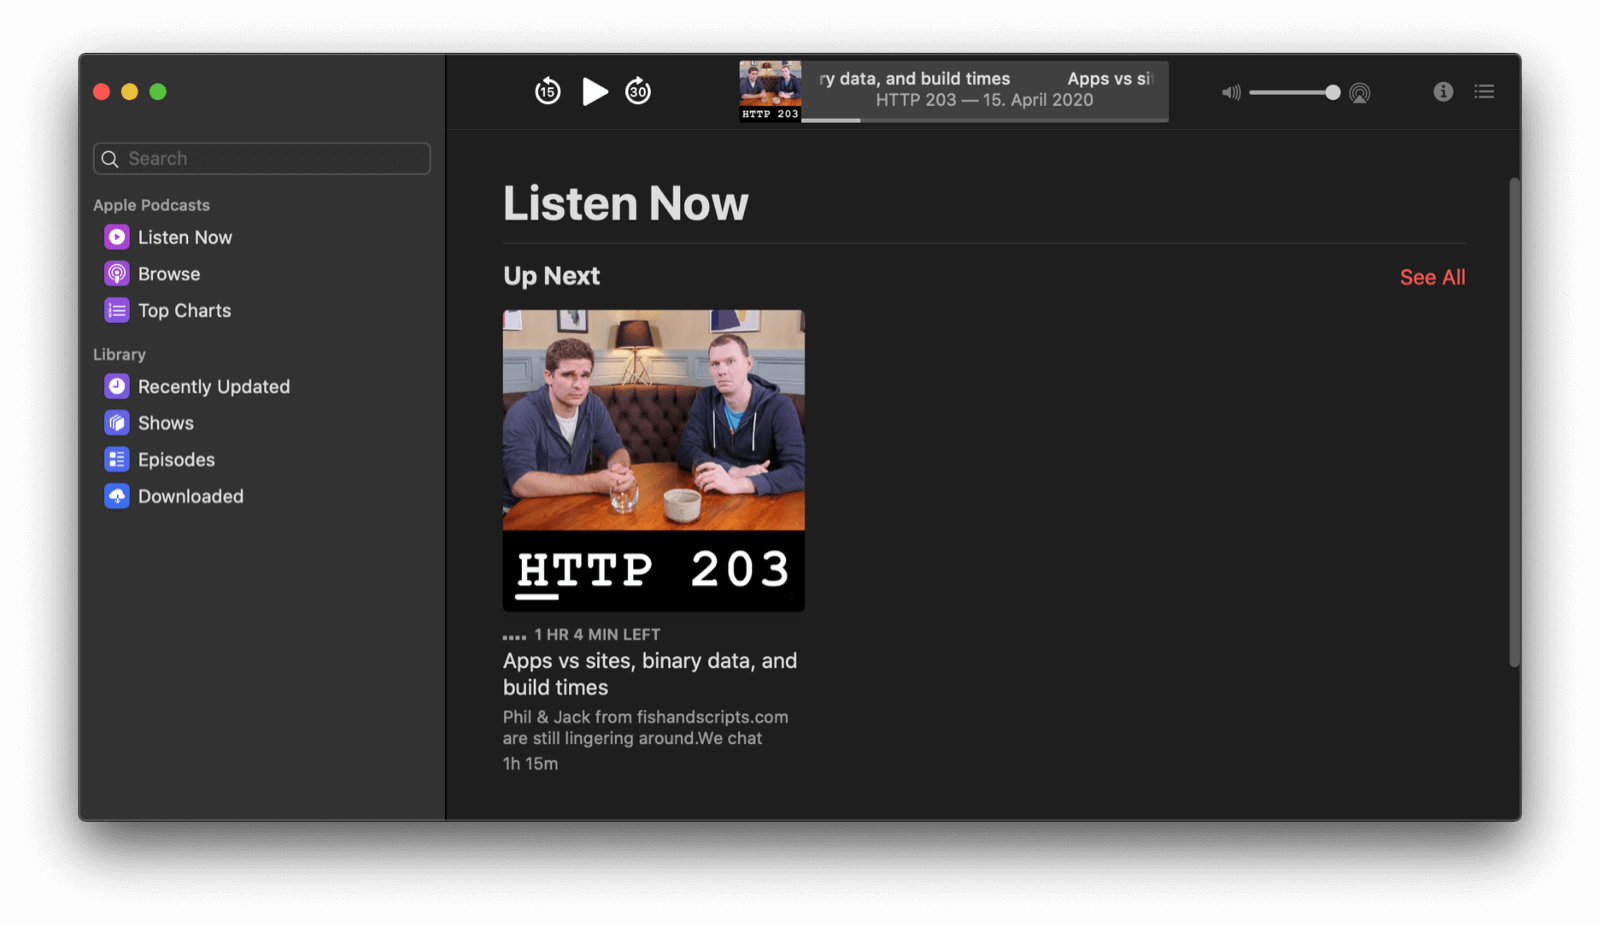 15
30
ry data, and build times Apps vs si
HTTP 203 — 15. April 2020
HTTP 203
Search
Apple Podcasts
Listen Now
Browse
Top Charts
Library
Recently Updated
Shows
Episodes
Downloaded
Listen Now
Up Next
See All
HTTP 203
1 HR 4 MIN LEFT
Apps vs sites, binary data, and
build times
Phil & Jack from fishandscripts.com
are still lingering around.We chat
1h 15m